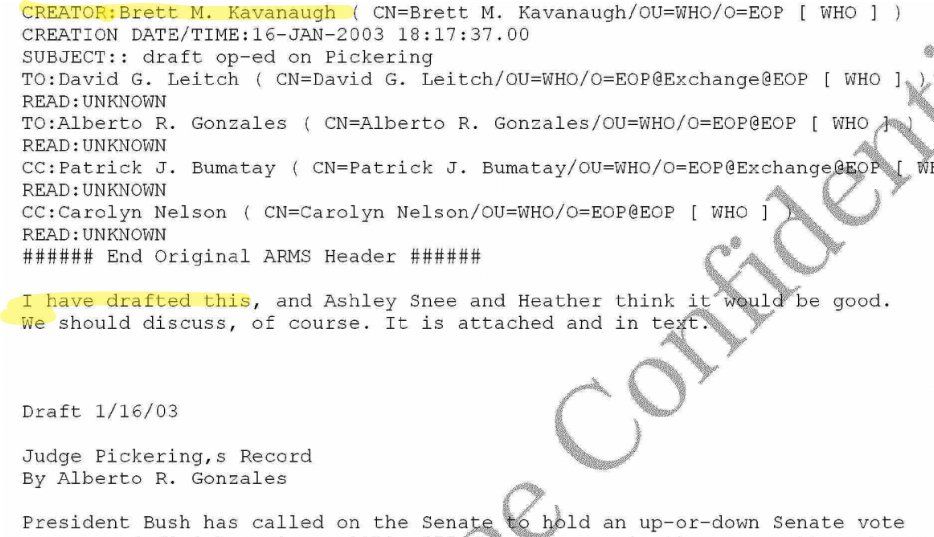 CREATOR:Brett M. Kavanaugh ( CN=Brett M. Kavanaugh/OU=WHO/O=EOP [ WHO ] )
CREATION DATE/TIME:16-JAN-2003 18:17:37.00
SUBJECT:: draft op-ed on Pickering
TO:David G. Leitch ( CN=David G. Leitch/OU=WHO/O=EOP@Exchange@EOP [ WHO ] )
READ:UNKNOWN
TO:Alberto R. Gonzales ( CN=Alberto R. Gonzales/OU=WHO/O=EOP@EOP [ WHO ] )
READ:UNKNOWN
CC:Patrick J. Bumatay ( CN=Patrick J. Bumatay/OU=WHO/O=EOP@Exchange@EOP [
READ:UNKNOWN
CC:Carolyn Nelson ( CN=Carolyn Nelson/OU=WHO/O=EOP@EOP [ WHO ] )
READ:UNKNOWN
###### End Original ARMS Header ######
I have drafted this, and Ashley Snee and Heather think it would be good.
We should discuss, of course. It is attached and in text.
Draft 1/16/03
Judge Pickering,s Record
By Alberto R. Gonzales
President Bush has called on the Senate to hold an up-or-down Senate vote